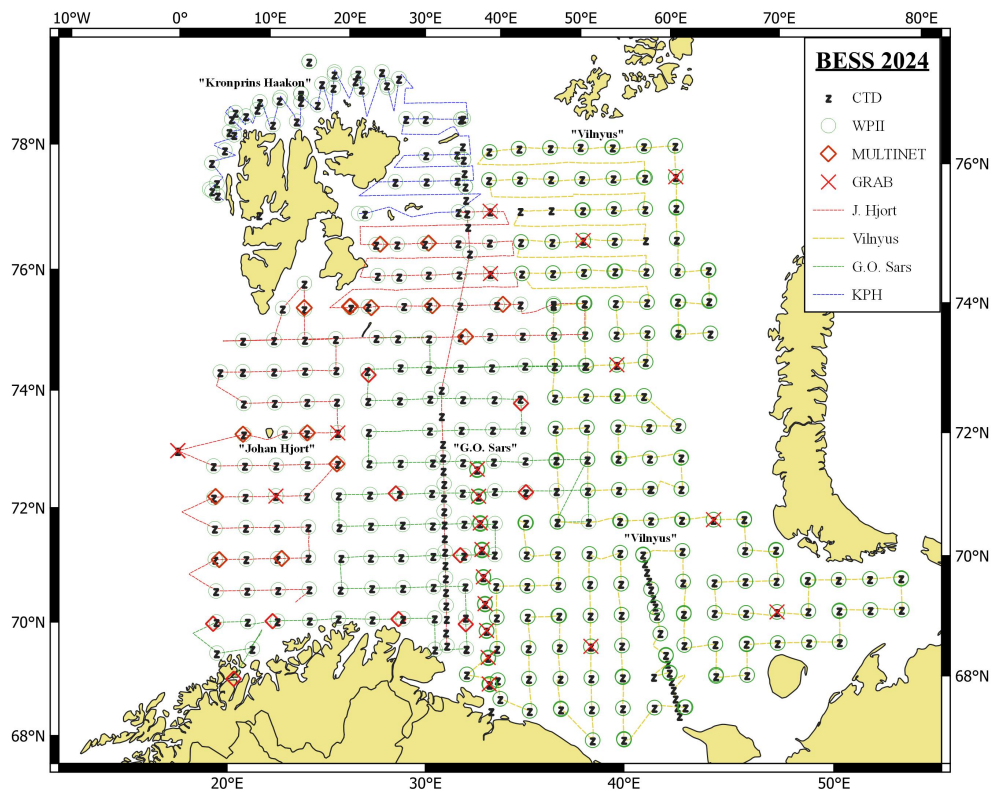 10°W 0° 10°E 20°E 30°E 40°E 50°E 60°E 70°E 80°E
"Kronprins Haakon"
BESS 2024
z CTD
WPII
MULTINET
GRAB
J. Hjort
Vilnyus
G.O. Sars
KPH
"Vilnyus"
78°N
76°N
76°N
74°N
74°N
72°N
"Johan Hjort"
"G.O. Sars"
72°N
"Vilnyus"
70°N
70°N
68°N
68°N
20°E 30°E 40°E 50°E